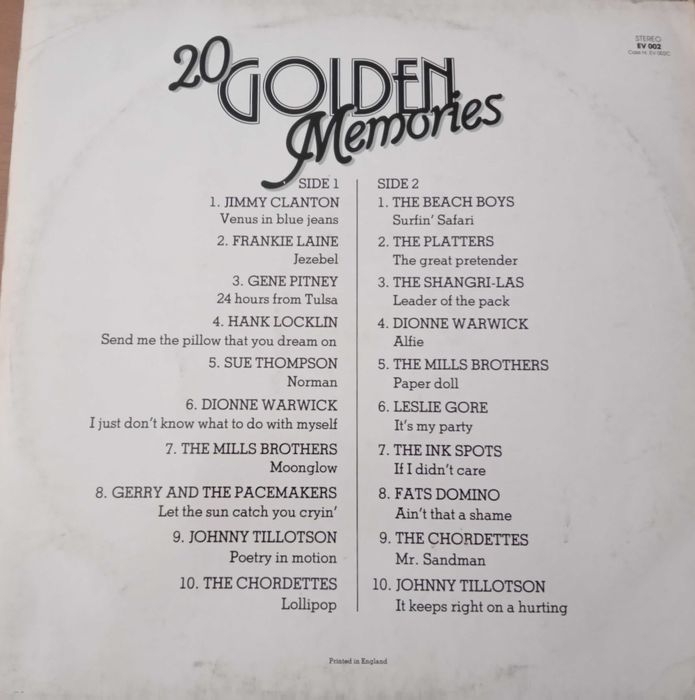 20 GOLDEN
Memories
STEREO
EV 002
Cass Nr. EV 002C
SIDE 1
1. JIMMY CLANTON
Venus in blue jeans
2. FRANKIE LAINE
Jezebel
3. GENE PITNEY
24 hours from Tulsa
4. HANK LOCKLIN
Send me the pillow that you dream on
5. SUE THOMPSON
Norman
6. DIONNE WARWICK
I just don't know what to do with myself
7. THE MILLS BROTHERS
Moonglow
8. GERRY AND THE PACEMAKERS
Let the sun catch you cryin'
9. JOHNNY TILLOTSON
Poetry in motion
10. THE CHORDETTES
Lollipop
SIDE 2
1. THE BEACH BOYS
Surfin' Safari
2. THE PLATTERS
The great pretender
3. THE SHANGRI-LAS
Leader of the pack
4. DIONNE WARWICK
Alfie
5. THE MILLS BROTHERS
Paper doll
6. LESLIE GORE
It's my party
7. THE INK SPOTS
If I didn't care
8. FATS DOMINO
Ain't that a shame
9. THE CHORDETTES
Mr. Sandman
10. JOHNNY TILLOTSON
It keeps right on a hurting
Printed in England